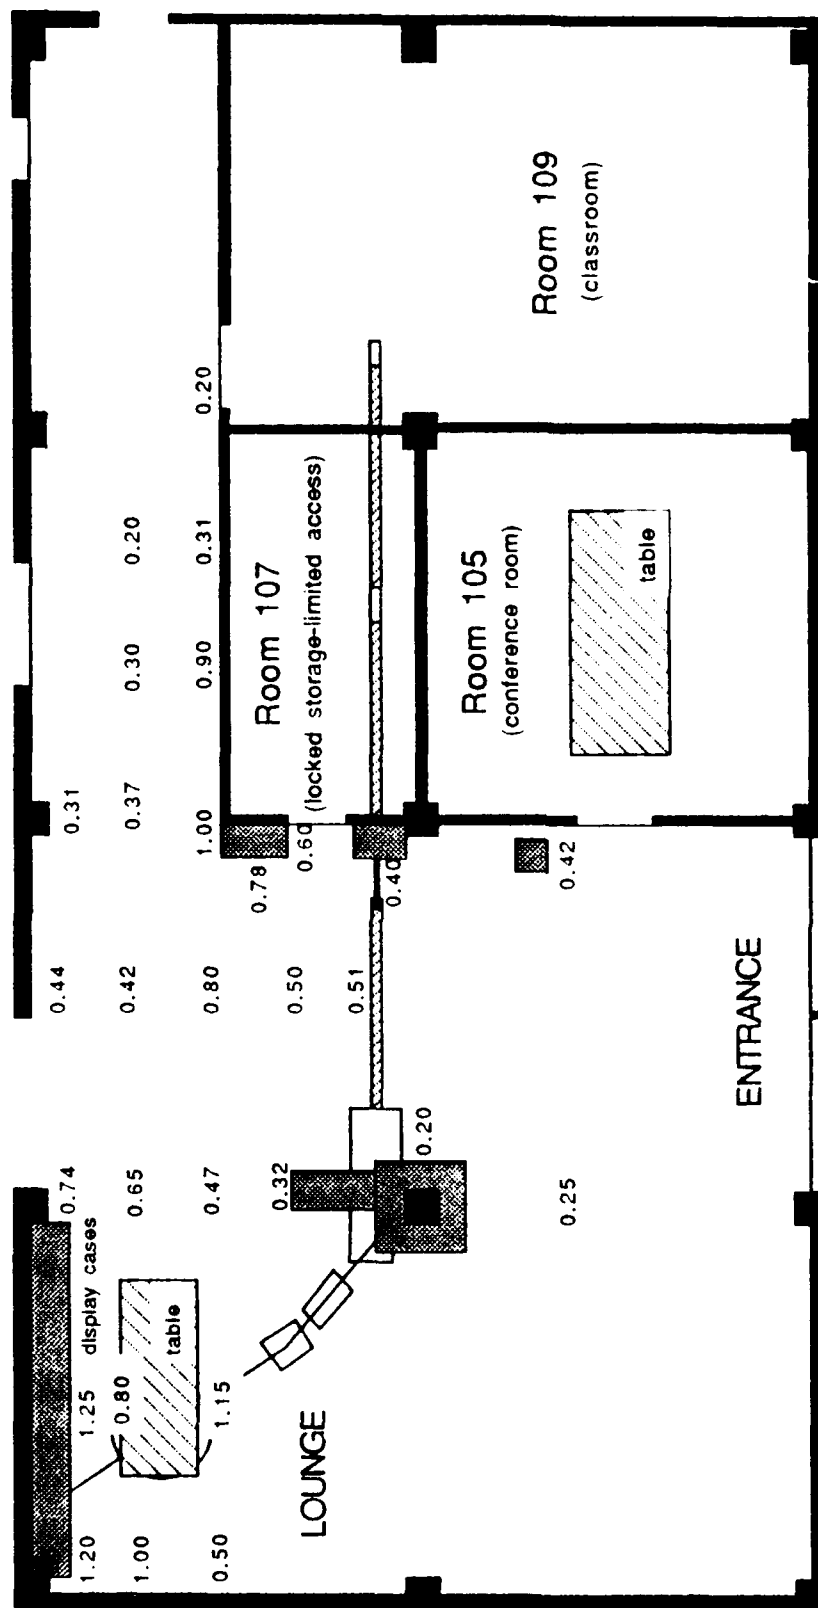 0.74 0.44 0.31
1.20 1.25 display cases
1.00 0.80 0.65 0.42 0.37 0.30 0.20
table
0.50 1.15 0.47 0.80 1.00 0.90 0.31 0.20
0.78
Room 107
0.32 0.50 0.60 (locked storage-limited access)
LOUNGE
0.51
0.40
0.20
Room 105
(conference room)
Room 109
(classroom)
0.25 0.42
table
ENTRANCE